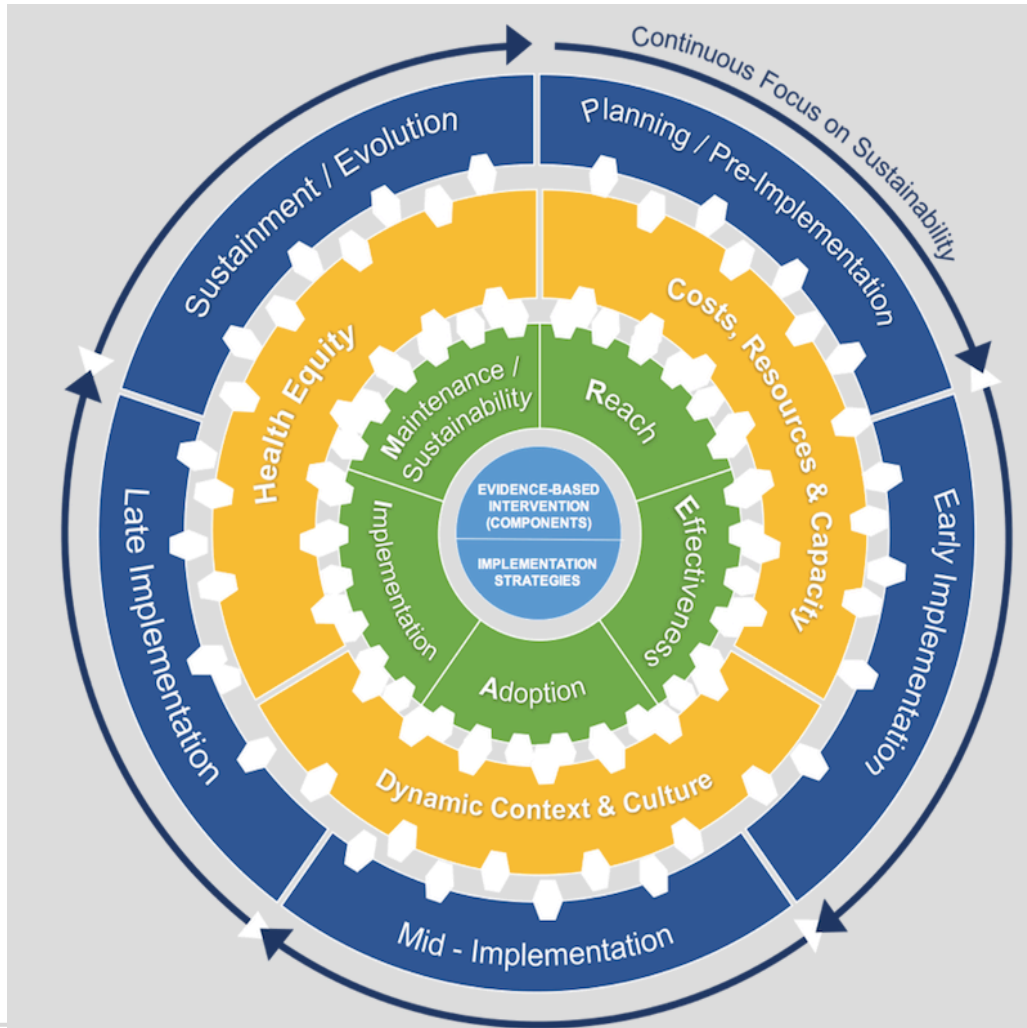 Continuous Focus on Sustainability
Planning / Pre-Implementation
Early Implementation
Mid - Implementation
Late Implementation
Sustainment / Evolution
Costs, Resources & Capacity
Dynamic Context & Culture
Health Equity
Reach
Effectiveness
Adoption
Implementation
Maintenance /
Sustainability
EVIDENCE-BASED
INTERVENTION
(COMPONENTS)
IMPLEMENTATION
STRATEGIES